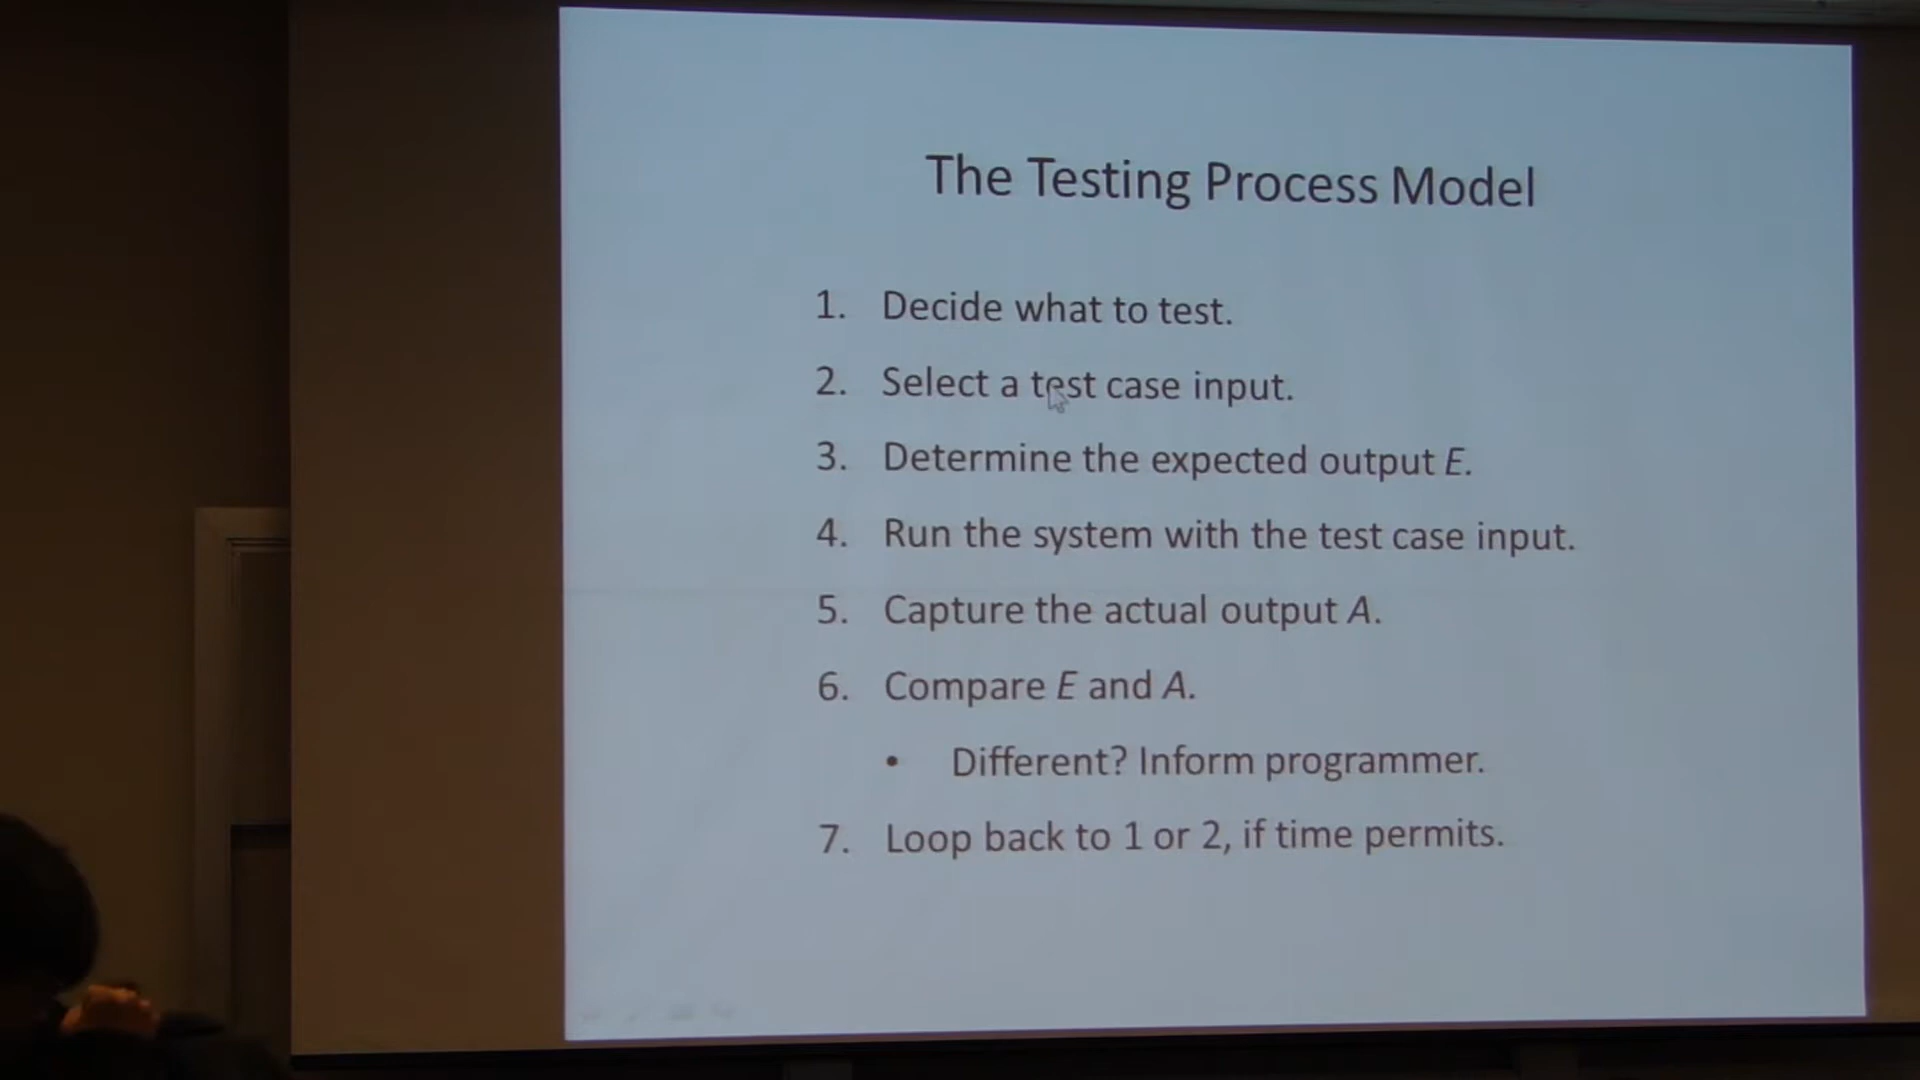 The Testing Process Model
1. Decide what to test.
2. Select a test case input.
3. Determine the expected output E.
4. Run the system with the test case input.
5. Capture the actual output A.
6. Compare E and A.
• Different? Inform programmer.
7. Loop back to 1 or 2, if time permits.